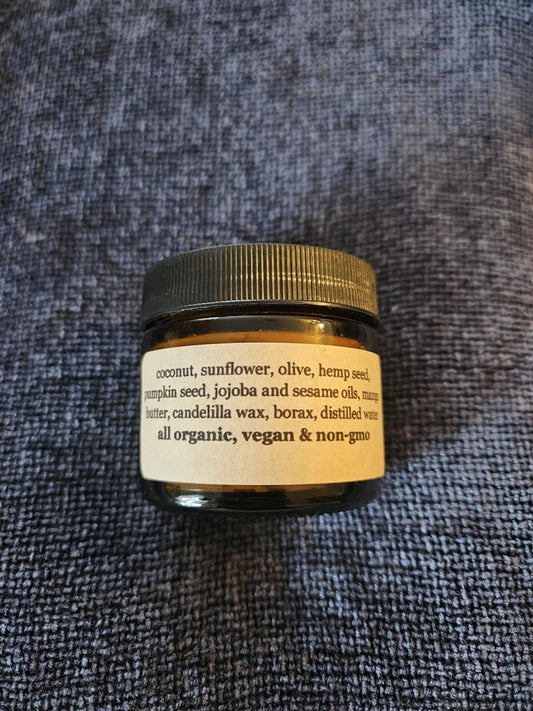 coconut, sunflower, olive, hemp seed,
pumpkin seed, jojoba and sesame oils, mango
butter, candelilla wax, borax, distilled water
all organic, vegan & non-gmo